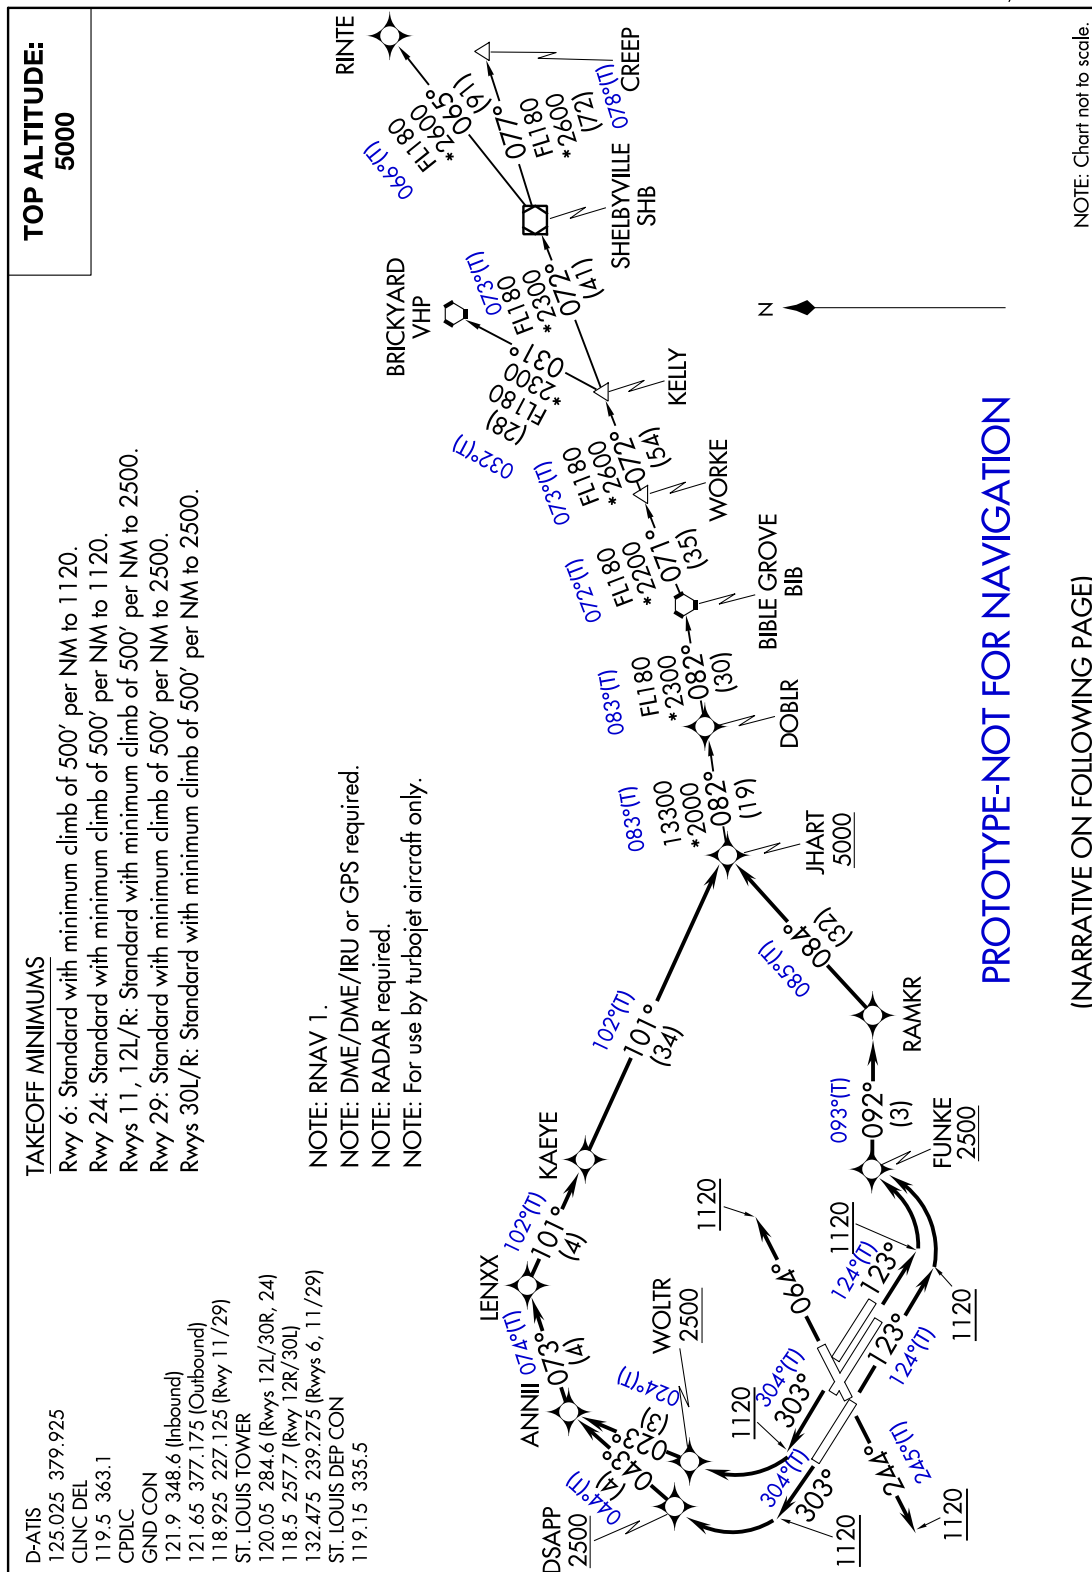 TOP ALTITUDE:
5000
TAKEOFF MINIMUMS
Rwy 6: Standard with minimum climb of 500' per NM to 1120.
Rwy 24: Standard with minimum climb of 500' per NM to 1120.
Rwys 11, 12L/R: Standard with minimum climb of 500' per NM to 2500.
Rwy 29: Standard with minimum climb of 500' per NM to 2500.
Rwys 30L/R: Standard with minimum climb of 500' per NM to 2500.
D-ATIS
125.025 379.925
CLNC DEL
119.5 363.1
CPDLC
GND CON
121.9 348.6 (Inbound)
121.65 377.175 (Outbound)
118.925 227.125 (Rwy 11/29)
ST. LOUIS TOWER
120.05 284.6 (Rwys 12L/30R, 24)
118.5 257.7 (Rwy 12R/30L)
132.475 239.275 (Rwys 6, 11/29)
ST. LOUIS DEP CON
119.15 335.5
NOTE: RNAV 1.
NOTE: DME/DME/IRU or GPS required.
NOTE: RADAR required.
NOTE: For use by turbojet aircraft only.
RINTE
066°(T)
FL180
*2600
065°
(91)
CREEP
077°
FL180
*2600
(72)
078°(T)
SHELBYVILLE
SHB
BRICKYARD
VHP
073°(T)
FL180
*2300
072°
(41)
031°
*2300
FL180
(28)
032°(T)
KELLY
073°(T)
FL180
*2600
072°
(54)
WORKE
072°(T)
FL180
*2200
071°
(35)
BIBLE GROVE
BIB
083°(T)
FL180
*2300
082°
(30)
DOBLR
083°(T)
13300
*2000
082°
(19)
JHART
5000
102°(T)
101°
(34)
KAEYE
102°(T)
101°
(4)
LENXX
074°(T)
073°
(4)
ANNII
024°(T)
023°
(3)
WOLTR
2500
043°
(4)
044°(T)
DSAPP
2500
085°(T)
084°
(32)
RAMKR
093°(T)
092°
(3)
FUNKE
2500
1120
064°
1120
124°(T)
123°
123°
124°(T)
1120
304°(T)
303°
1120
304°(T)
303°
1120
244°
245°(T)
1120
N
PROTOTYPE-NOT FOR NAVIGATION
NOTE: Chart not to scale.
(NARRATIVE ON FOLLOWING PAGE)